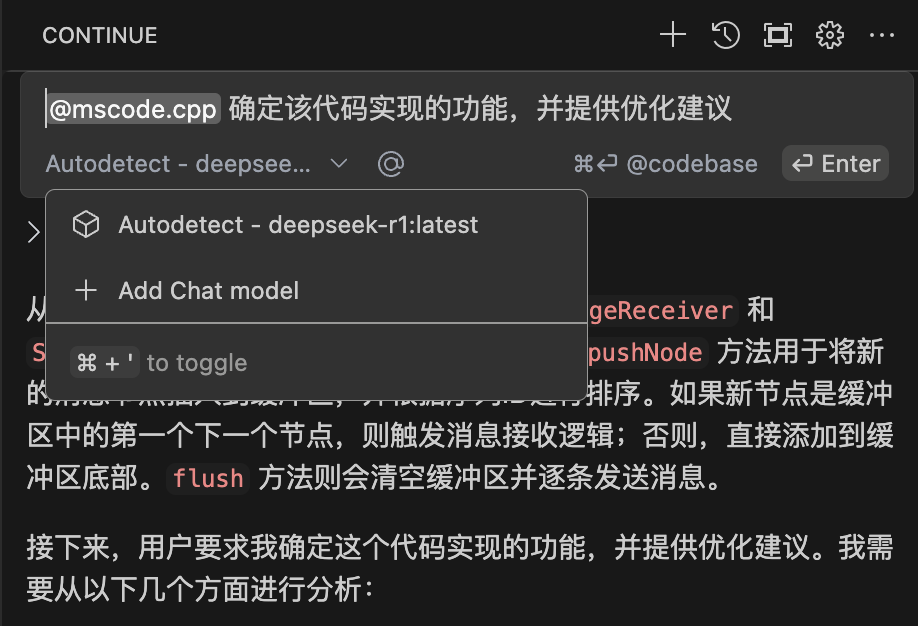 CONTINUE
@mscode.cpp 确定该代码实现的功能，并提供优化建议
Autodetect - deepsee... @ ⌘⏎ @codebase ⏎ Enter
Autodetect - deepseek-r1:latest
+ Add Chat model
⌘ + ' to toggle
从 geReceiver 和
S pushNode 方法用于将新
的 排序。如果新节点是缓冲
区中的第一个下一个节点，则触发消息接收逻辑；否则，直接添加到缓
冲区底部。 flush 方法则会清空缓冲区并逐条发送消息。
接下来，用户要求我确定这个代码实现的功能，并提供优化建议。我需
要从以下几个方面进行分析：